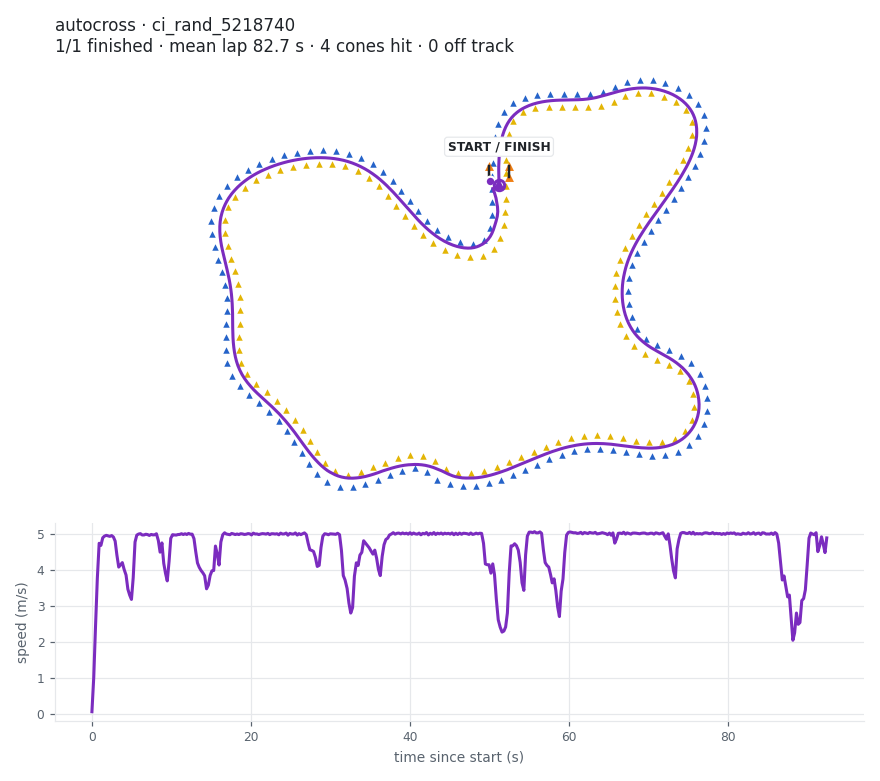 autocross · ci_rand_5218740
1/1 finished · mean lap 82.7 s · 4 cones hit · 0 off track
START / FINISH
5
4
3
2
1
0
speed (m/s)
0 20 40 60 80
time since start (s)